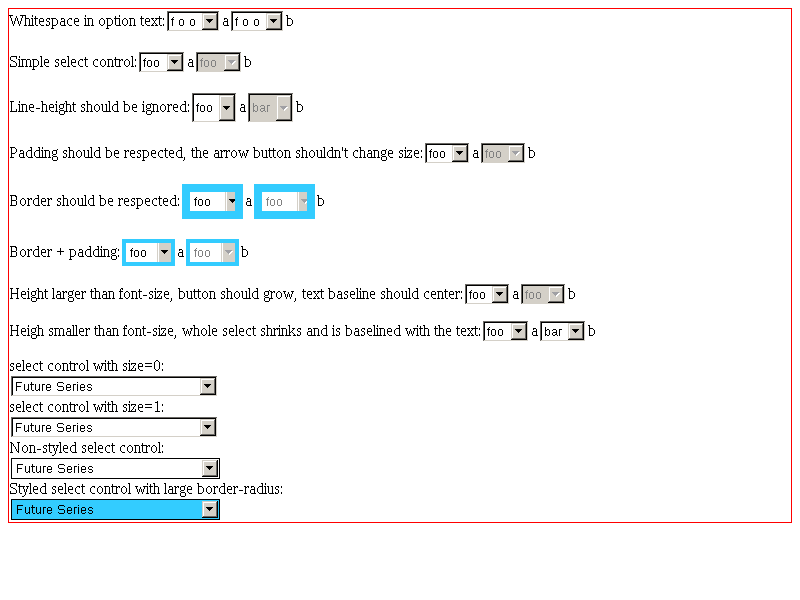 Whitespace in option text: f o o a f o o b
Simple select control: foo a foo b
Line-height should be ignored: foo a bar b
Padding should be respected, the arrow button shouldn't change size: foo a foo b
Border should be respected: foo a foo b
Border + padding: foo a foo b
Height larger than font-size, button should grow, text baseline should center: foo a foo b
Heigh smaller than font-size, whole select shrinks and is baselined with the text: foo a bar b
select control with size=0:
Future Series
select control with size=1:
Future Series
Non-styled select control:
Future Series
Styled select control with large border-radius:
Future Series